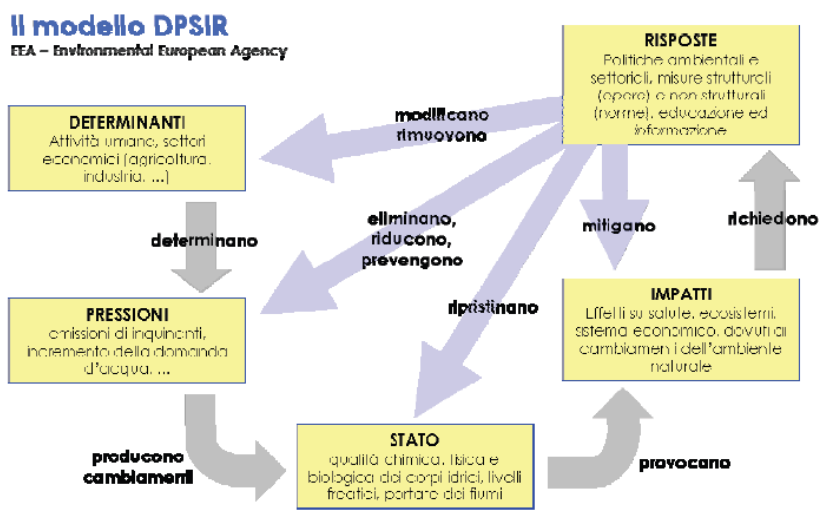 Il modello DPSIR
EEA – Environmental European Agency
RISPOSTE
Politiche ambientali e
settoriali, misure strutturali
(opere) o non strutturali
(norme), educazione ed
informazione
DETERMINANTI
Attività umane, settori
economici (agricoltura,
industria, ...)
modificano
rimuovono
determinano
eliminano,
riducono,
prevengono
mitigano
richiedono
PRESSIONI
emissioni di inquinanti,
incremento della domanda
d'acqua, ...
ripristinano
IMPATTI
Effetti su salute, ecosistemi,
sistema economico, dovuti ai
cambiamenti dell'ambiente
naturale
STATO
qualità chimica, fisica e
biologica dei corpi idrici, livelli
freatici, portate dei fiumi
producono
cambiamenti
provocano